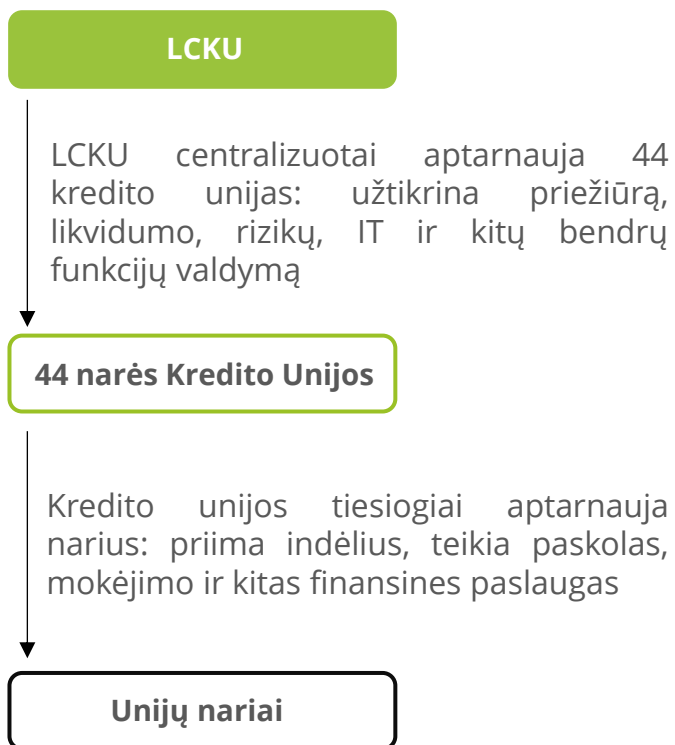 LCKU
LCKU centralizuotai aptarnauja 44
kredito unijas: užtikrina priežiūrą,
likvidumo, rizikų, IT ir kitų bendrų
funkcijų valdymą
44 narės Kredito Unijos
Kredito unijos tiesiogiai aptarnauja
narius: priima indėlius, teikia paskolas,
mokėjimo ir kitas finansines paslaugas
Unijų nariai